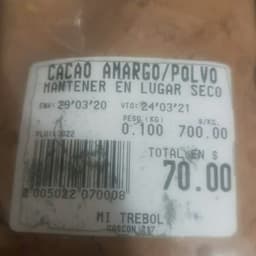 CACAO AMARGO/POLVO
MANTENER EN LUGAR SECO
ENV: 29°03'20 VTO: 24°03'21
PESO (KG) $/KG.
0.100 700.00
TOTAL EN $
70.00
2 005022 070008
MI TREBOL